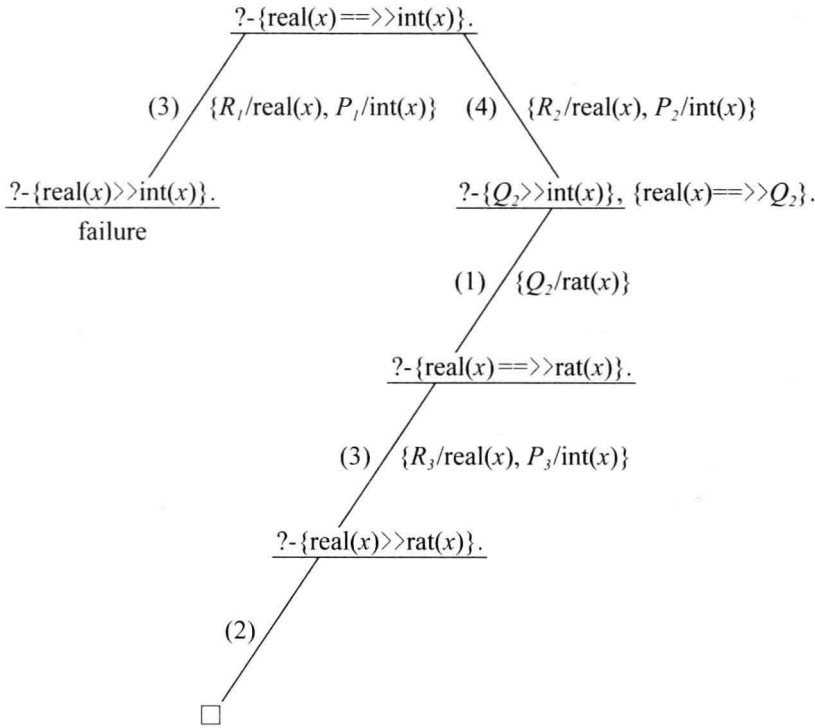 ?-{real(x)==>>int(x)}.
(3) {R₁/real(x), P₁/int(x)} (4) {R₂/real(x), P₂/int(x)}
?-{real(x)>>int(x)}. ?-{Q₂>>int(x)}, {real(x)==>>Q₂}.
failure
(1) {Q₂/rat(x)}
?-{real(x)==>>rat(x)}.
(3) {R₃/real(x), P₃/int(x)}
?-{real(x)>>rat(x)}.
(2)
□